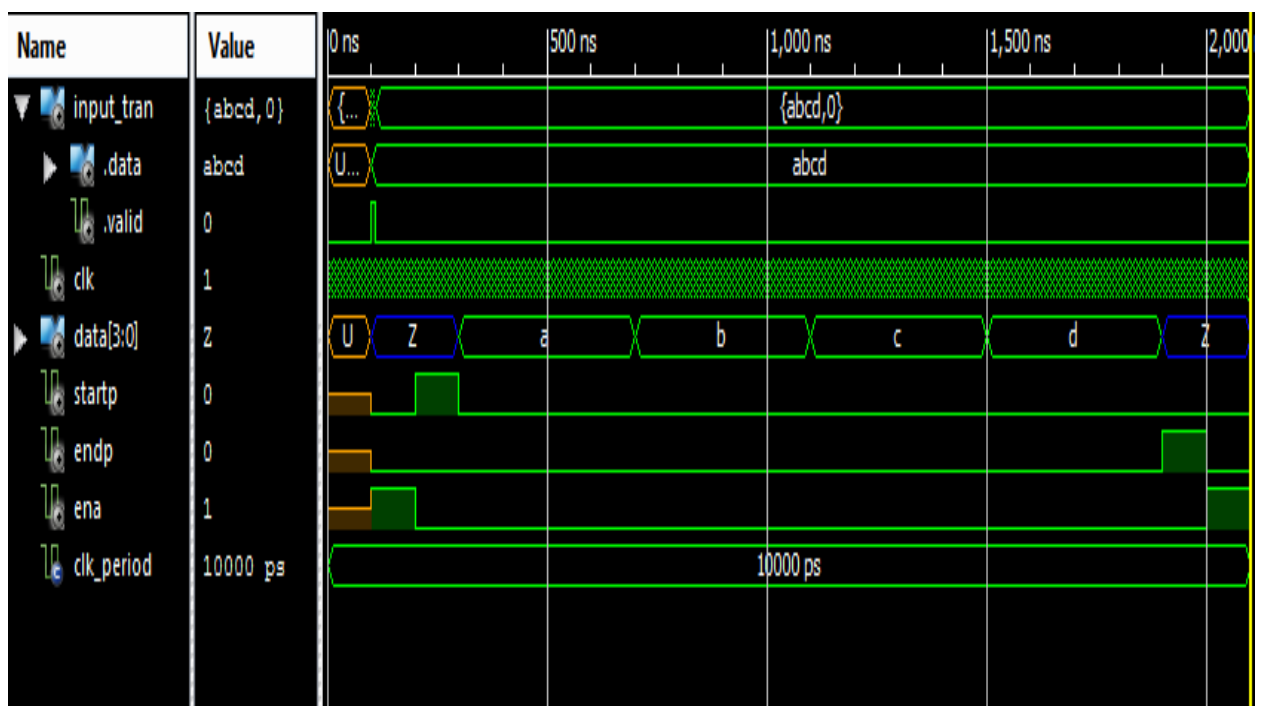 Name Value 0 ns 500 ns 1,000 ns 1,500 ns 2,000
input_tran {abcd,0} {... {abcd,0}
.data abcd U... abcd
.valid 0
clk 1
data[3:0] Z U Z a b c d Z
startp 0
endp 0
ena 1
clk_period 10000 ps 10000 ps